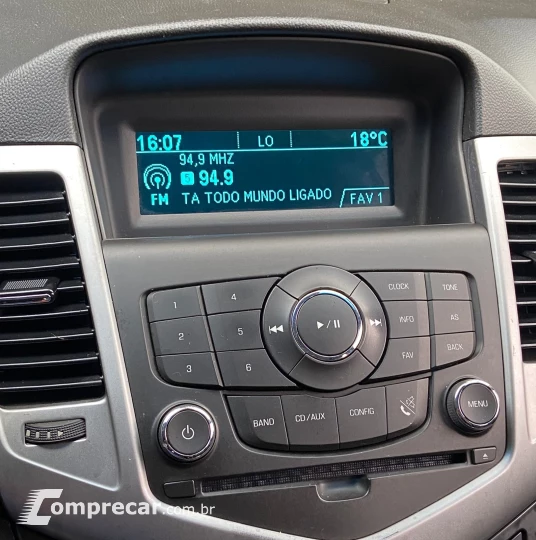 16:07 LO 18°C
94,9 MHZ
5 94.9
FM TA TODO MUNDO LIGADO FAV 1
1 4 CLOCK TONE
2 5 INFO AS
3 6 FAV BACK
BAND CD/AUX CONFIG MENU
Comprecar.com.br